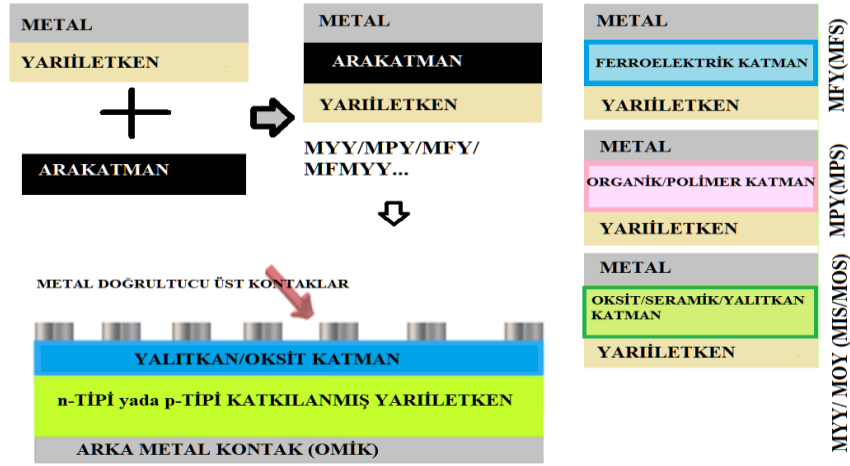 METAL
YARIİLETKEN
ARAKATMAN
METAL
ARAKATMAN
YARIİLETKEN
MYY/MPY/MFY/
MFMYY...
METAL DOĞRULTUCU ÜST KONTAKLAR
YALITKAN/OKSİT KATMAN
n-TİPİ yada p-TİPİ KATKILANMIŞ YARIİLETKEN
ARKA METAL KONTAK (OMİK)
METAL
FERROELEKTRİK KATMAN
YARIİLETKEN
MFY(MFS)
METAL
ORGANİK/POLİMER KATMAN
YARIİLETKEN
MPY(MPS)
METAL
OKSİT/SERAMİK/YALITKAN
KATMAN
YARIİLETKEN
MYY/ MOY (MIS/MOS)